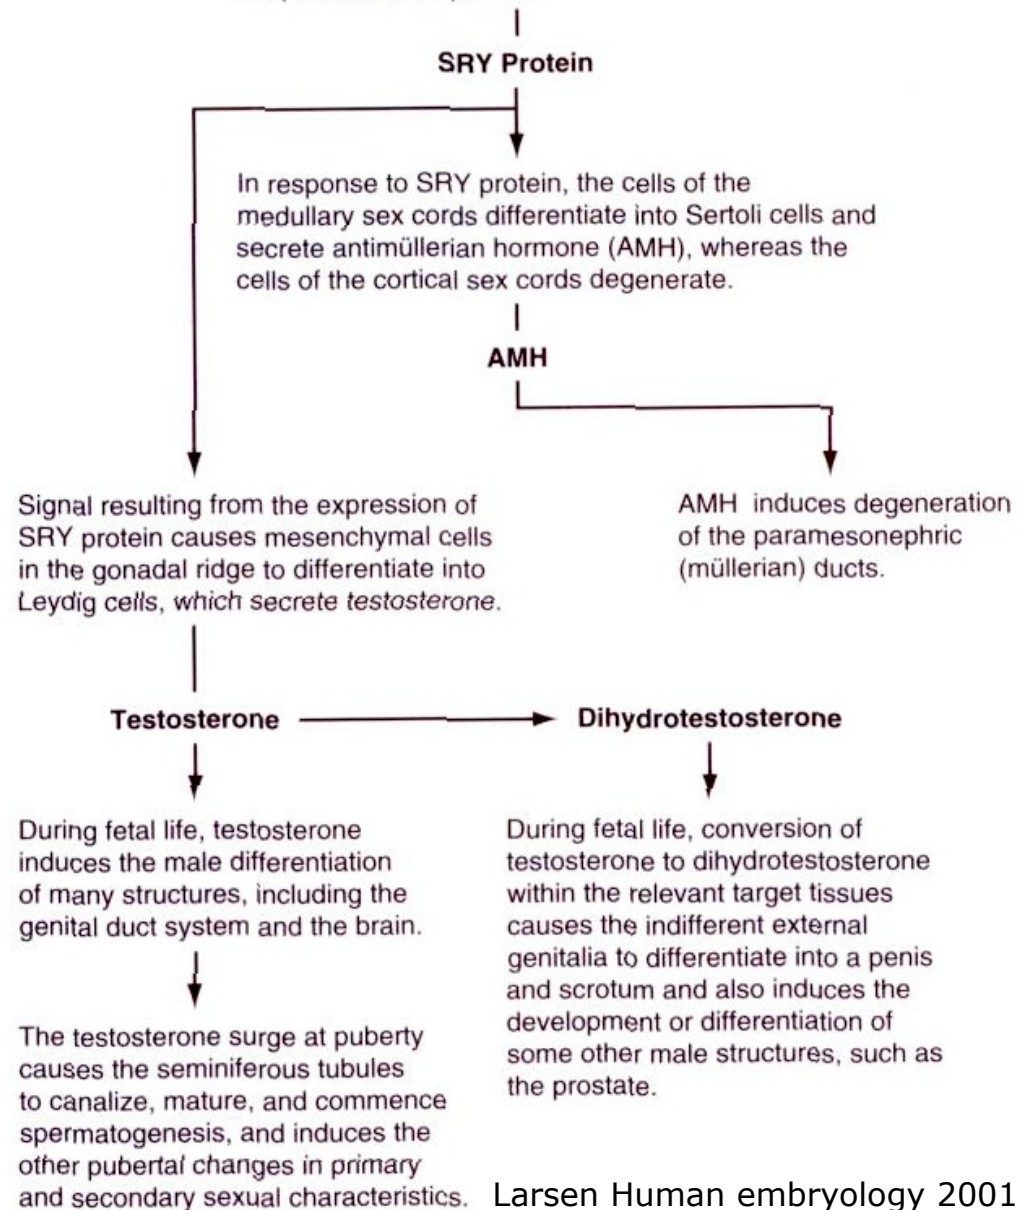 SRY Protein
In response to SRY protein, the cells of the
medullary sex cords differentiate into Sertoli cells and
secrete antimüllerian hormone (AMH), whereas the
cells of the cortical sex cords degenerate.
AMH
Signal resulting from the expression of
SRY protein causes mesenchymal cells
in the gonadal ridge to differentiate into
Leydig cells, which secrete testosterone.
AMH induces degeneration
of the paramesonephric
(müllerian) ducts.
Testosterone
Dihydrotestosterone
During fetal life, testosterone
induces the male differentiation
of many structures, including the
genital duct system and the brain.
The testosterone surge at puberty
causes the seminiferous tubules
to canalize, mature, and commence
spermatogenesis, and induces the
other pubertal changes in primary
and secondary sexual characteristics.
During fetal life, conversion of
testosterone to dihydrotestosterone
within the relevant target tissues
causes the indifferent external
genitalia to differentiate into a penis
and scrotum and also induces the
development or differentiation of
some other male structures, such as
the prostate.
Larsen Human embryology 2001